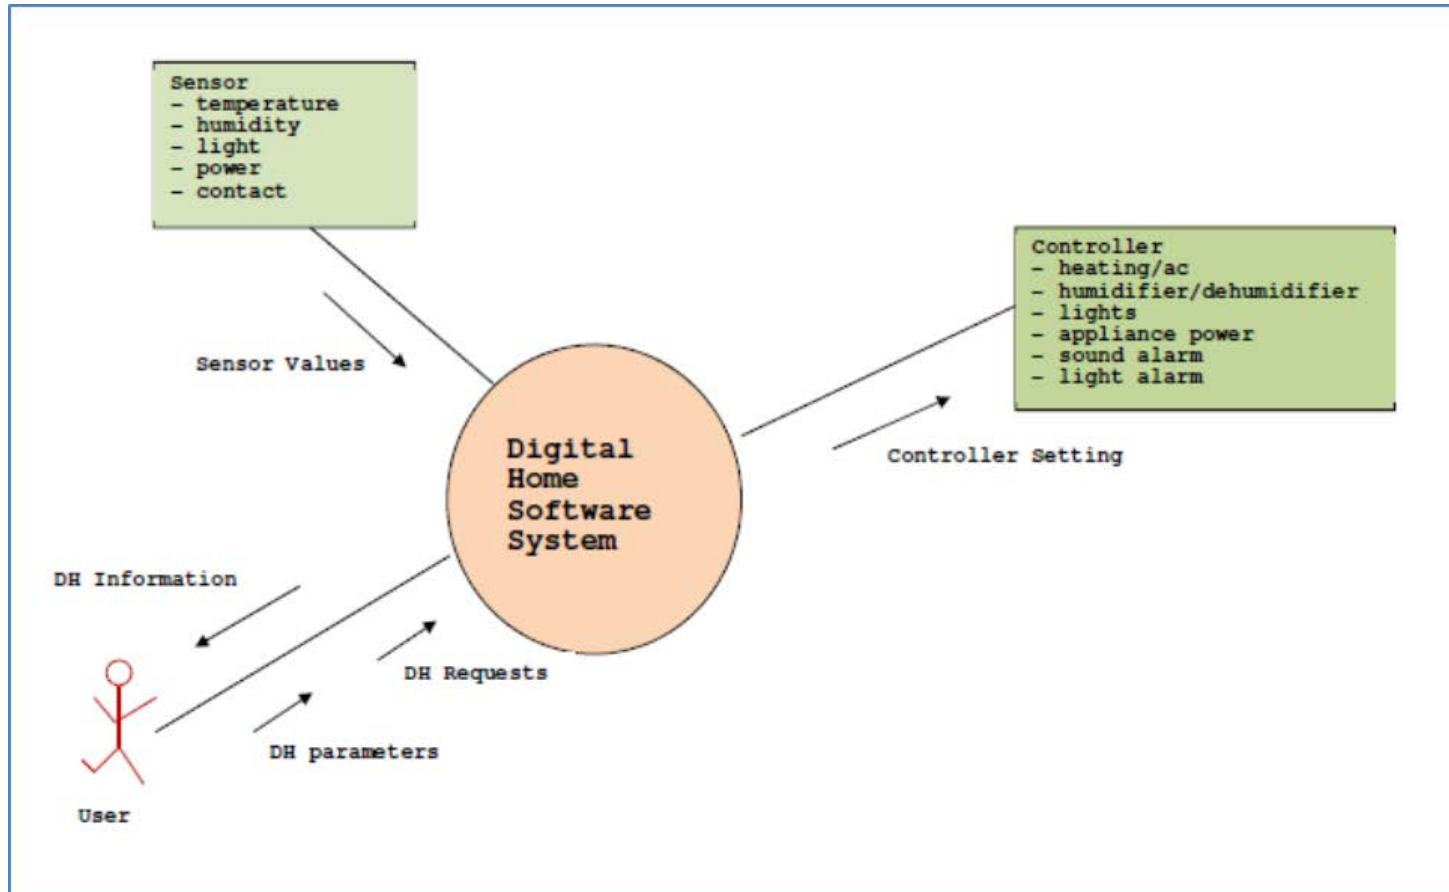 Sensor
– temperature
– humidity
– light
– power
– contact
Controller
– heating/ac
– humidifier/dehumidifier
– lights
– appliance power
– sound alarm
– light alarm
Sensor Values
Controller Setting
Digital
Home
Software
System
DH Information
DH Requests
DH parameters
User